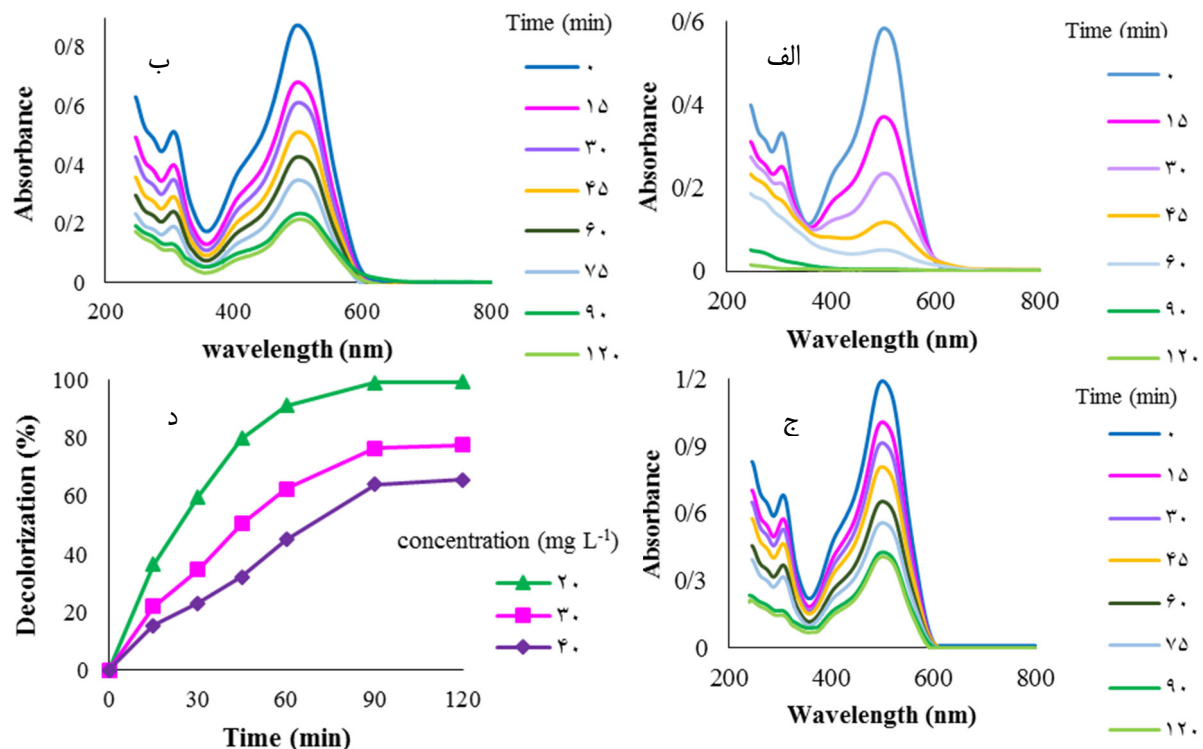 ب
Time (min)
۰
۱۵
۳۰
۴۵
۶۰
۷۵
۹۰
۱۲۰
Absorbance
0/8
0/6
0/4
0/2
0
200 400 600 800
wavelength (nm)
الف
Time (min)
۰
۱۵
۳۰
۴۵
۶۰
۹۰
۱۲۰
Absorbance
0/6
0/4
0/2
0
200 400 600 800
Wavelength (nm)
د
Decolorization (%)
100
80
60
40
20
0
0 30 60 90 120
Time (min)
concentration (mg L-1)
۲۰
۳۰
۴۰
ج
Time (min)
۰
۱۵
۳۰
۴۵
۶۰
۷۵
۹۰
۱۲۰
Absorbance
1/2
0/9
0/6
0/3
0
200 400 600 800
Wavelength (nm)